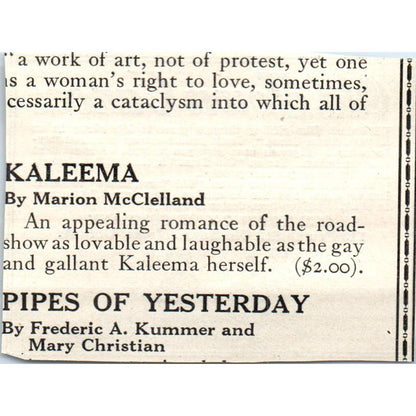 " a work of art, not of protest, yet one
as a woman's right to love, sometimes,
cessarily a cataclysm into which all of
KALEEMA
By Marion McClelland
An appealing romance of the road-
show as lovable and laughable as the gay
and gallant Kaleema herself. ($2.00).
PIPES OF YESTERDAY
By Frederic A. Kummer and
Mary Christian